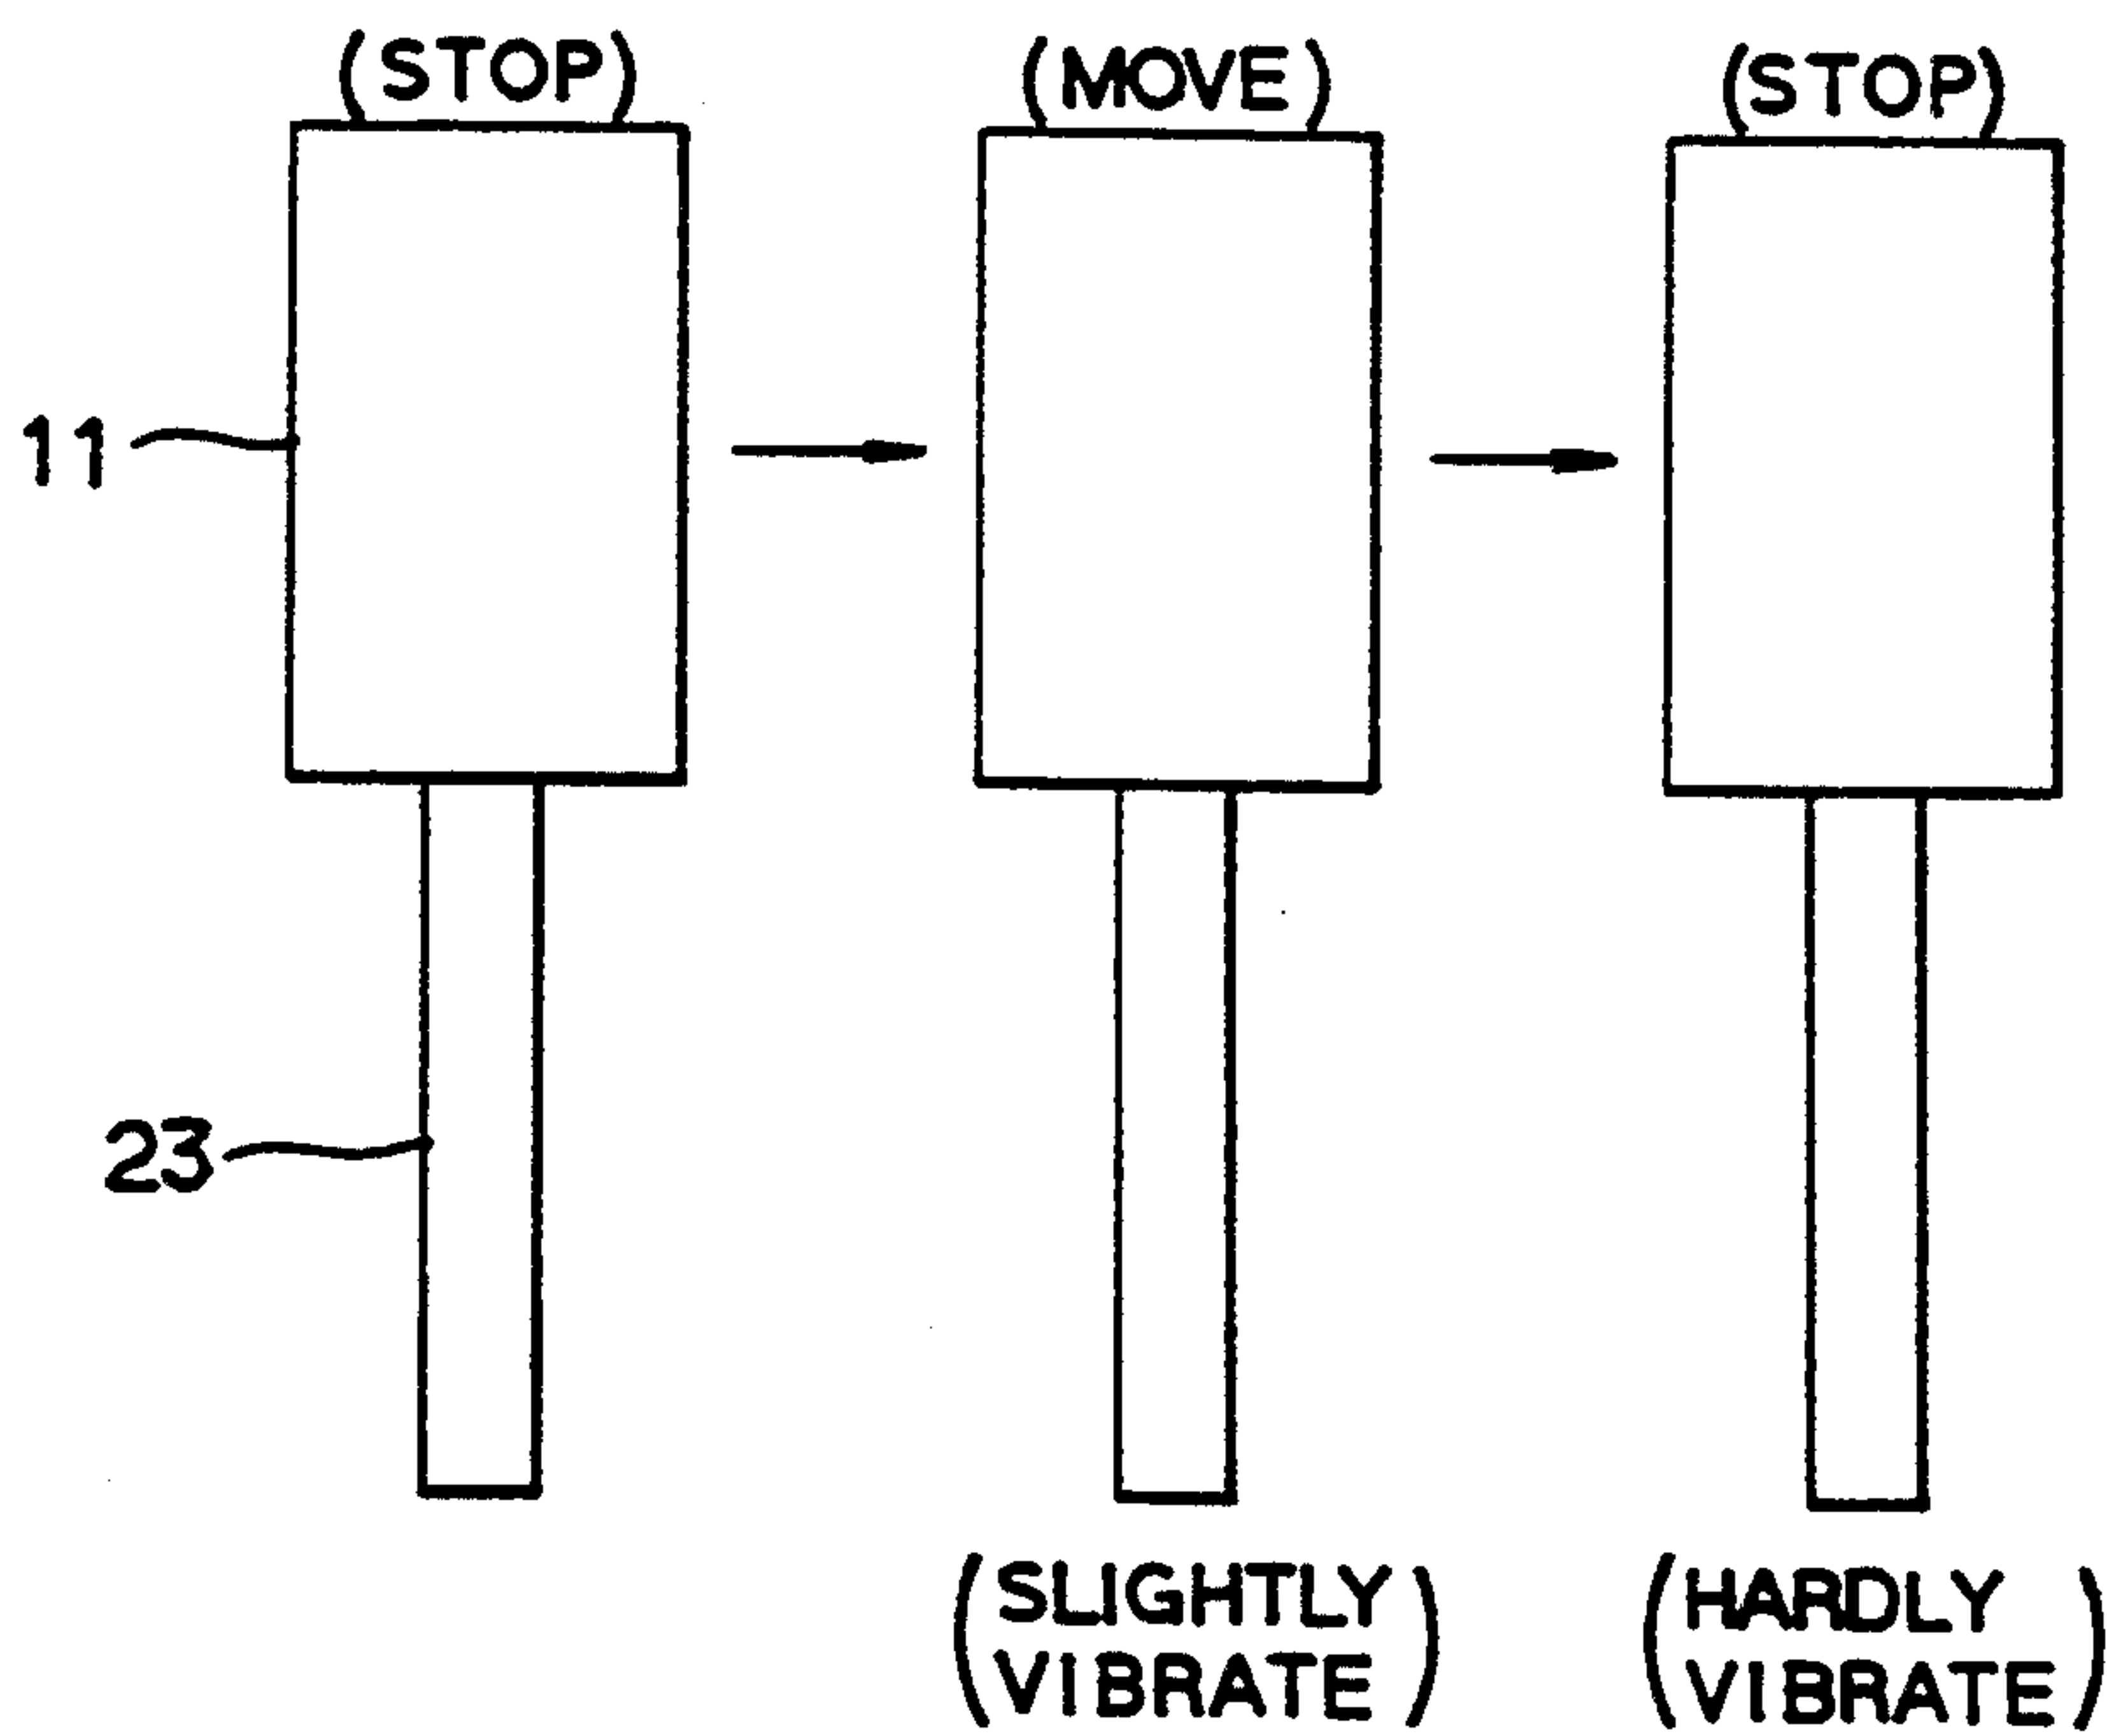 (STOP) (MOVE) (STOP)
11
23
(SLIGHTLY
VIBRATE)
(HARDLY
VIBRATE)